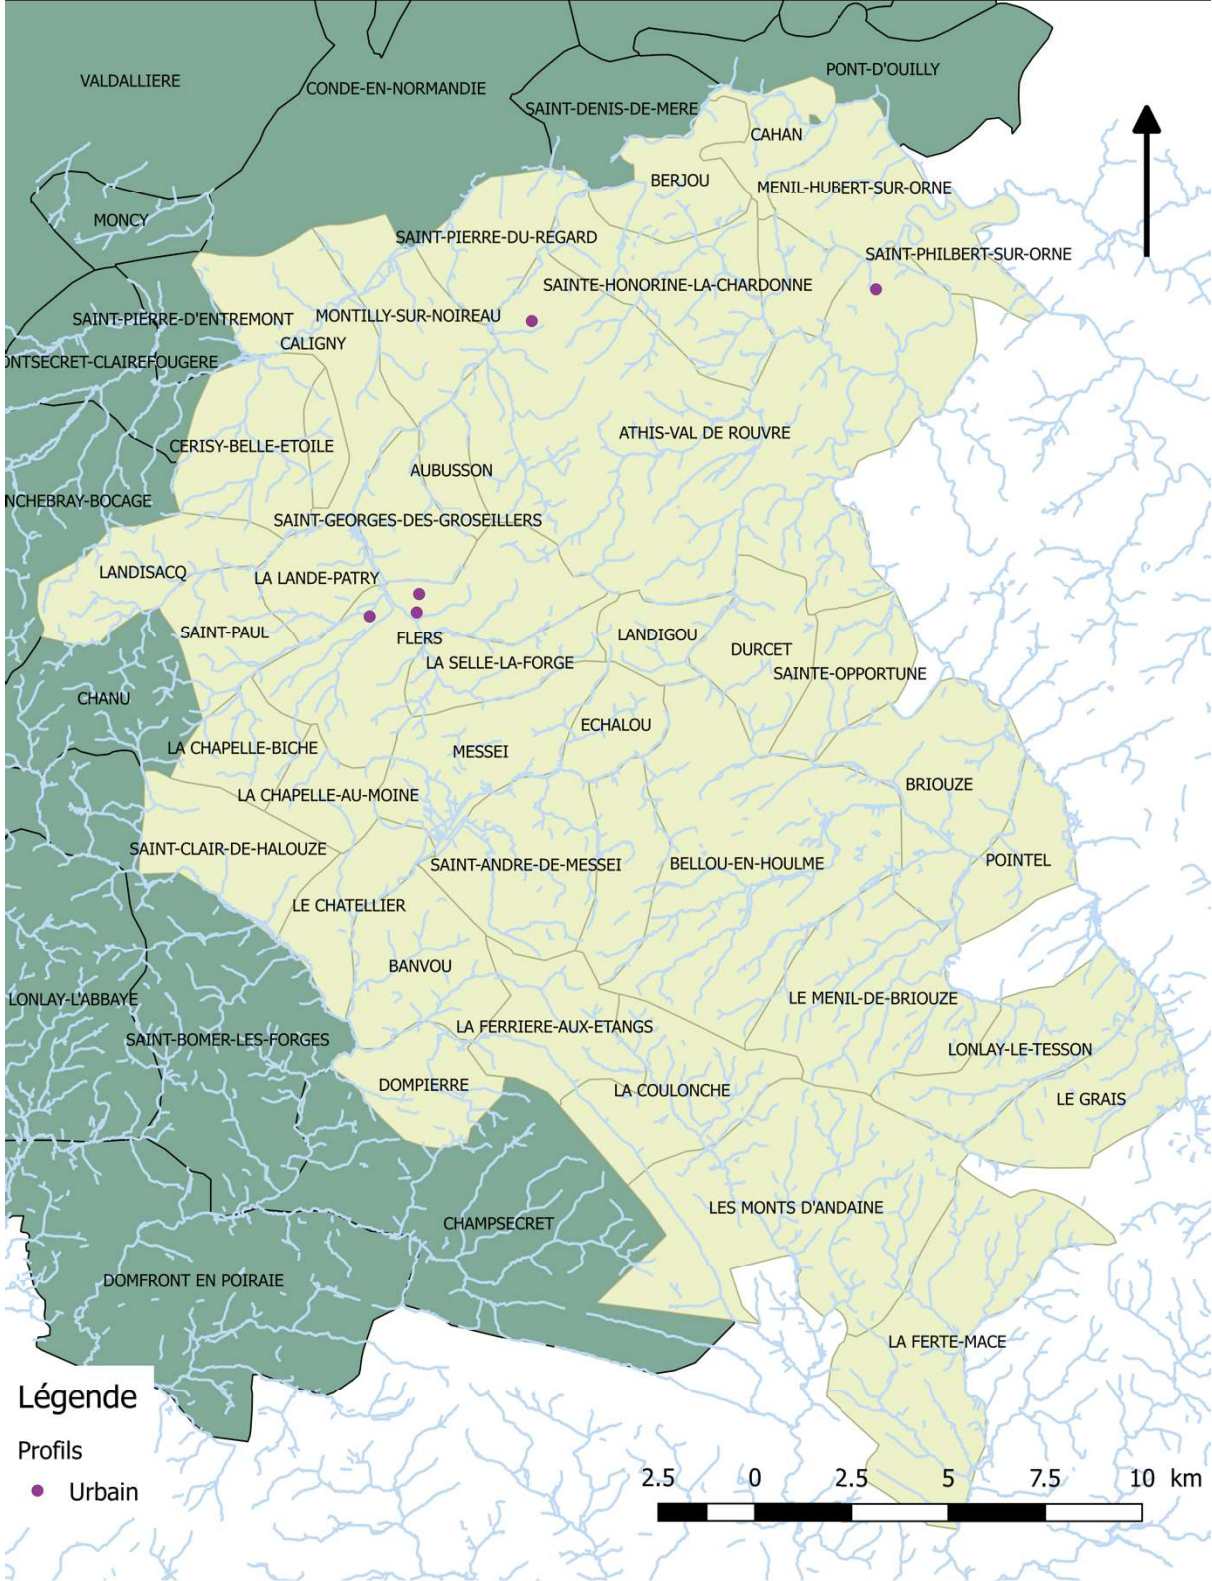 VALDALLIERE
CONDE-EN-NORMANDIE
PONT-D'OUILLY
SAINT-DENIS-DE-MERE
CAHAN
BERJOU
MENIL-HUBERT-SUR-ORNE
MONCY
SAINT-PIERRE-DU-REGARD
SAINT-PHILBERT-SUR-ORNE
SAINTE-HONORINE-LA-CHARDONNE
SAINT-PIERRE-D'ENTREMONT
MONTILLY-SUR-NOIREAU
CALIGNY
ONTSECRET-CLAIREFOUGERE
ATHIS-VAL DE ROUVRE
CERISY-BELLE-ETOILE
AUBUSSON
NCHEBRAY-BOCAGE
SAINT-GEORGES-DES-GROSEILLERS
LANDISACQ
LA LANDE-PATRY
SAINT-PAUL
FLERS
LANDIGOU
DURCET
LA SELLE-LA-FORGE
SAINTE-OPPORTUNE
CHANU
ECHALOU
LA CHAPELLE-BICHE
MESSEI
BRIOUZE
LA CHAPELLE-AU-MOINE
SAINT-CLAIR-DE-HALOUZE
SAINT-ANDRE-DE-MESSEI
BELLOU-EN-HOULME
POINTEL
LE CHATELLIER
BANVOU
LONLAY-L'ABBAYE
LE MENIL-DE-BRIOUZE
SAINT-BOMER-LES-FORGES
LA FERRIERE-AUX-ETANGS
LONLAY-LE-TESSON
DOMPIERRE
LA COULONCHE
LE GRAIS
LES MONTS D'ANDAINE
CHAMPSECRET
DOMFRONT EN POIRAIE
LA FERTE-MACE
Légende
Profils
Urbain
2.5 0 2.5 5 7.5 10 km